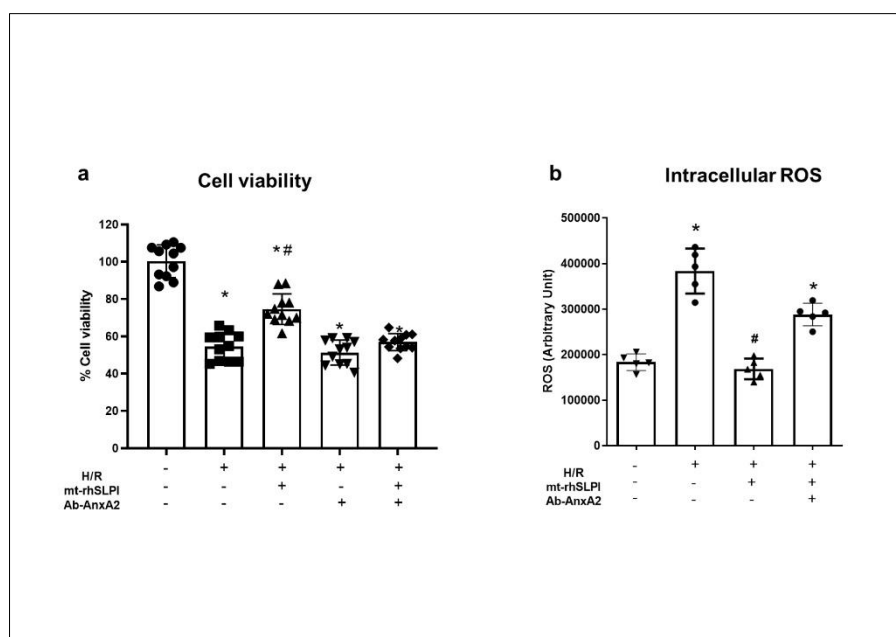 a
Cell viability
% Cell viability
120
100
80
60
40
20
0
*
* #
*
*
H/R - + + + +
mt-rhSLPI - - + - +
Ab-AnxA2 - - - + +
b
Intracellular ROS
ROS (Arbitrary Unit)
500000
400000
300000
200000
100000
0
*
#
*
H/R - + + +
mt-rhSLPI - - + +
Ab-AnxA2 - - - +